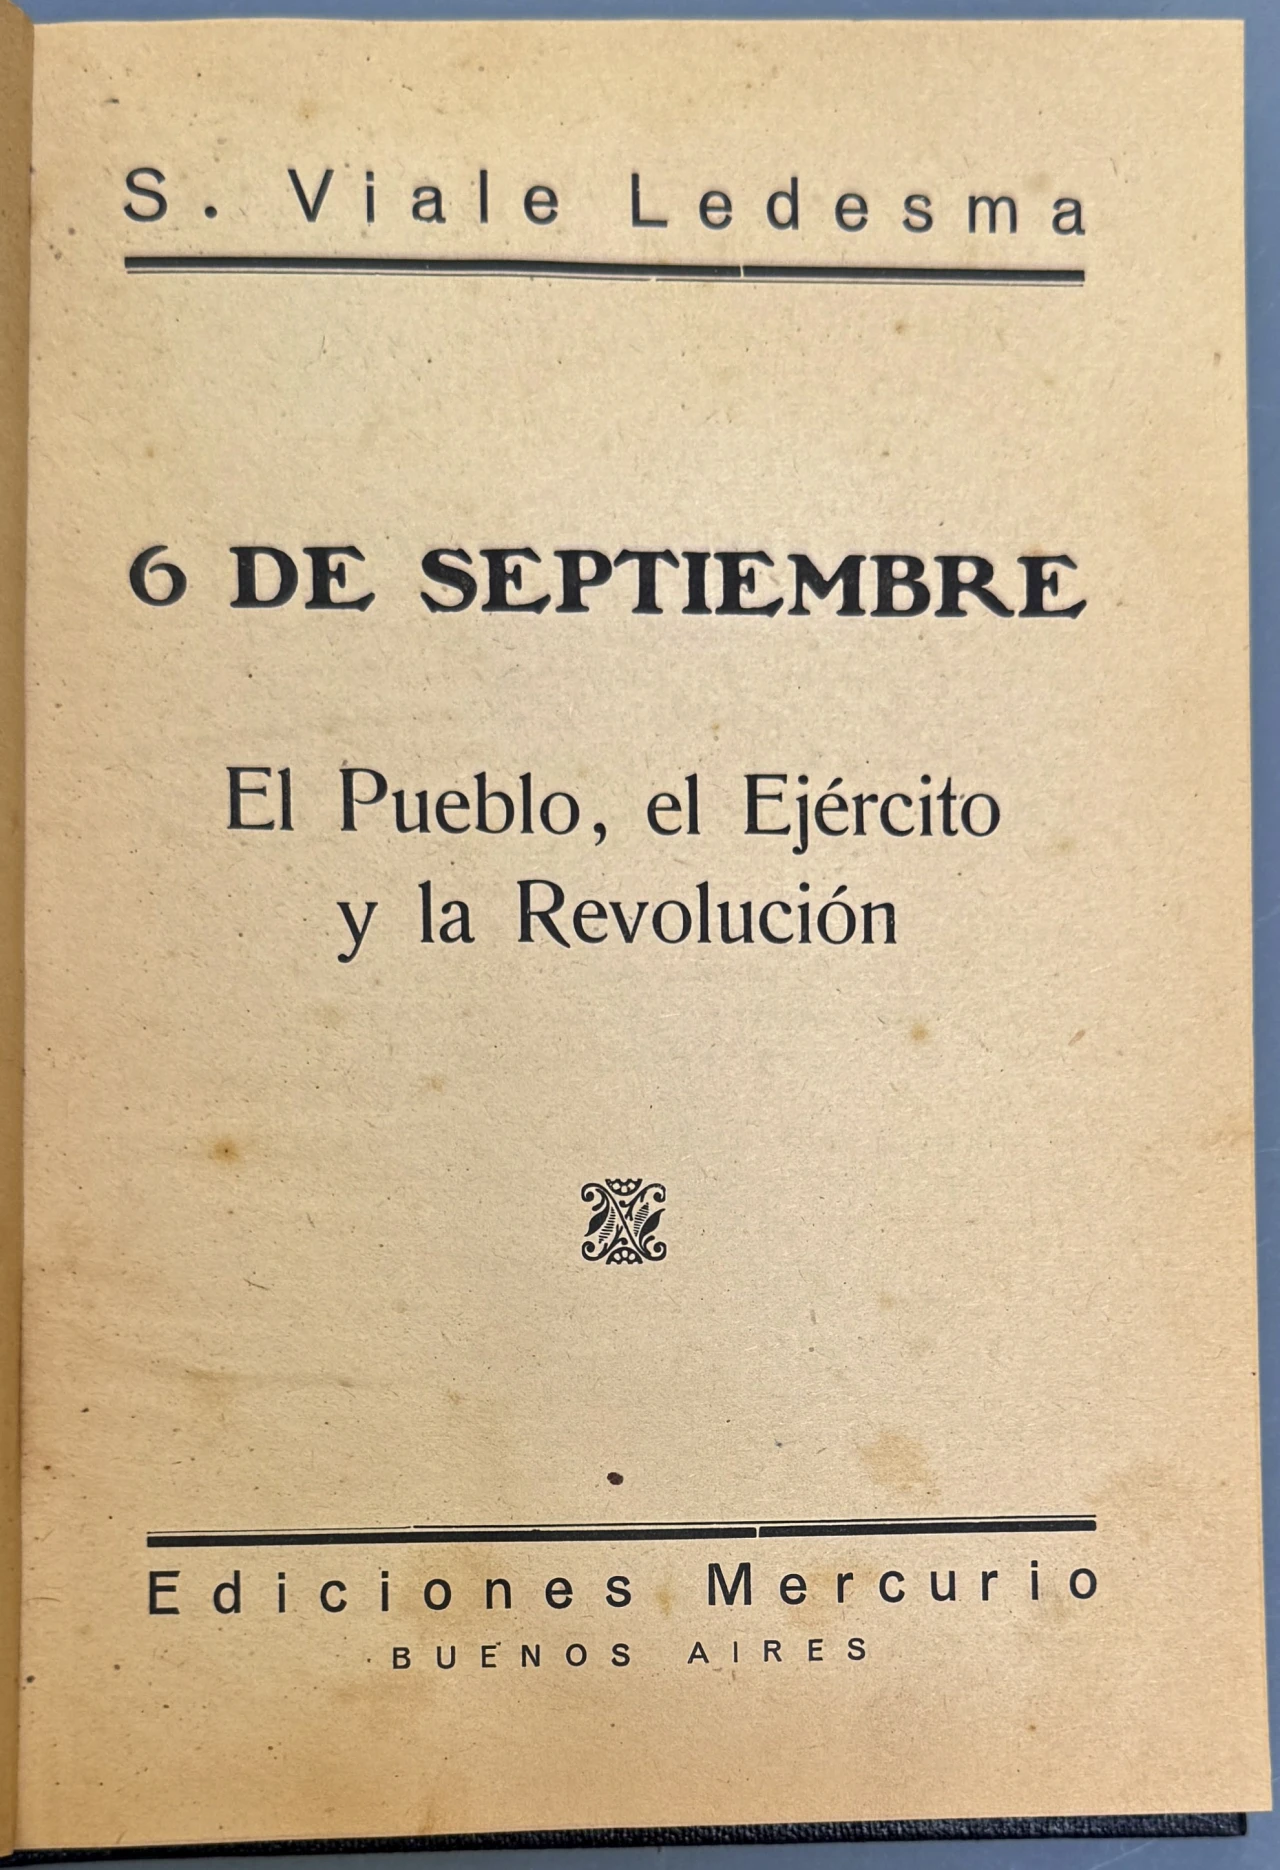 S. Viale Ledesma
6 DE SEPTIEMBRE
El Pueblo, el Ejército
y la Revolución
Ediciones Mercurio
BUENOS AIRES